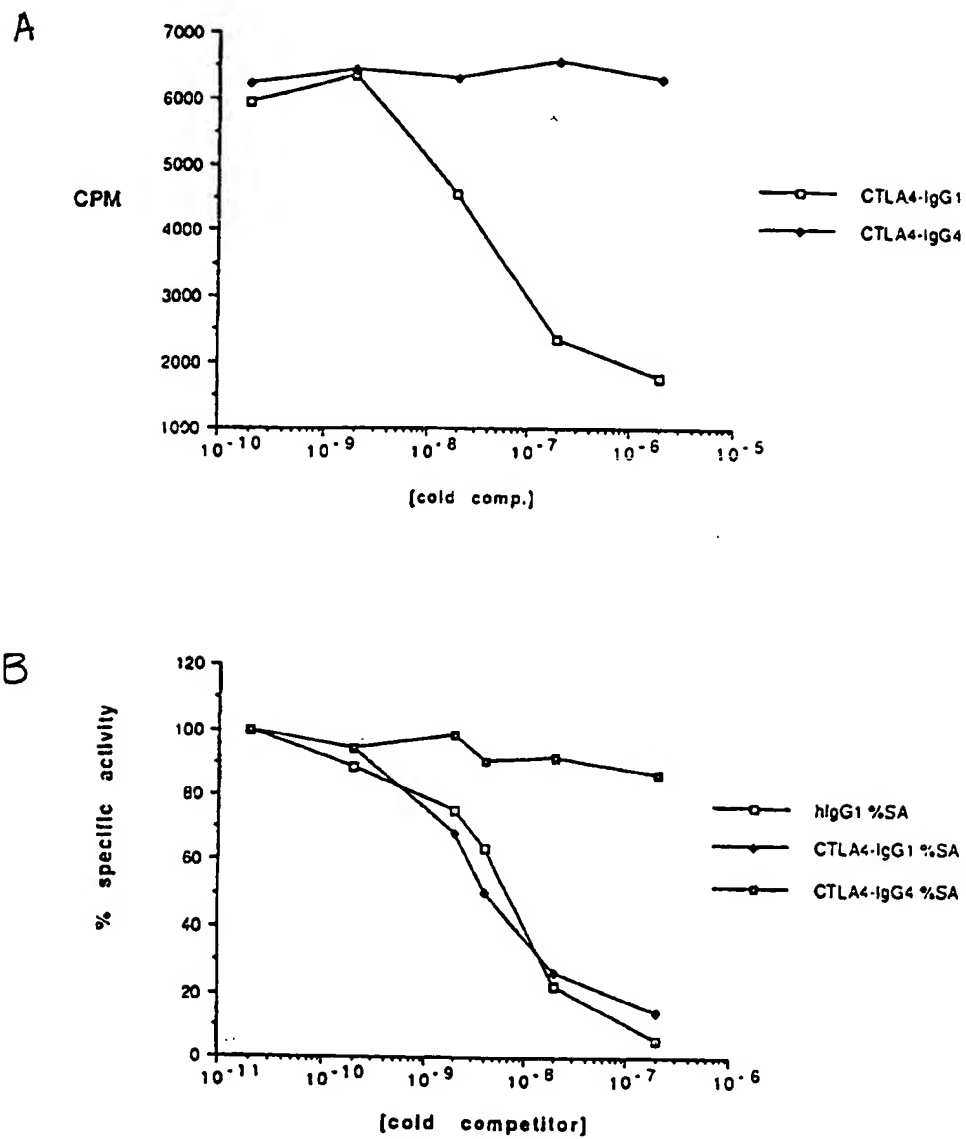 A
7000
6000
5000
4000
3000
2000
1000
CPM
10-10 10-9 10-8 10-7 10-6 10-5
[cold comp.]
CTLA4-IgG1
CTLA4-IgG4
B
120
100
80
60
40
20
0
% specific activity
10-11 10-10 10-9 10-8 10-7 10-6
[cold competitor]
hIgG1 %SA
CTLA4-IgG1 %SA
CTLA4-IgG4 %SA